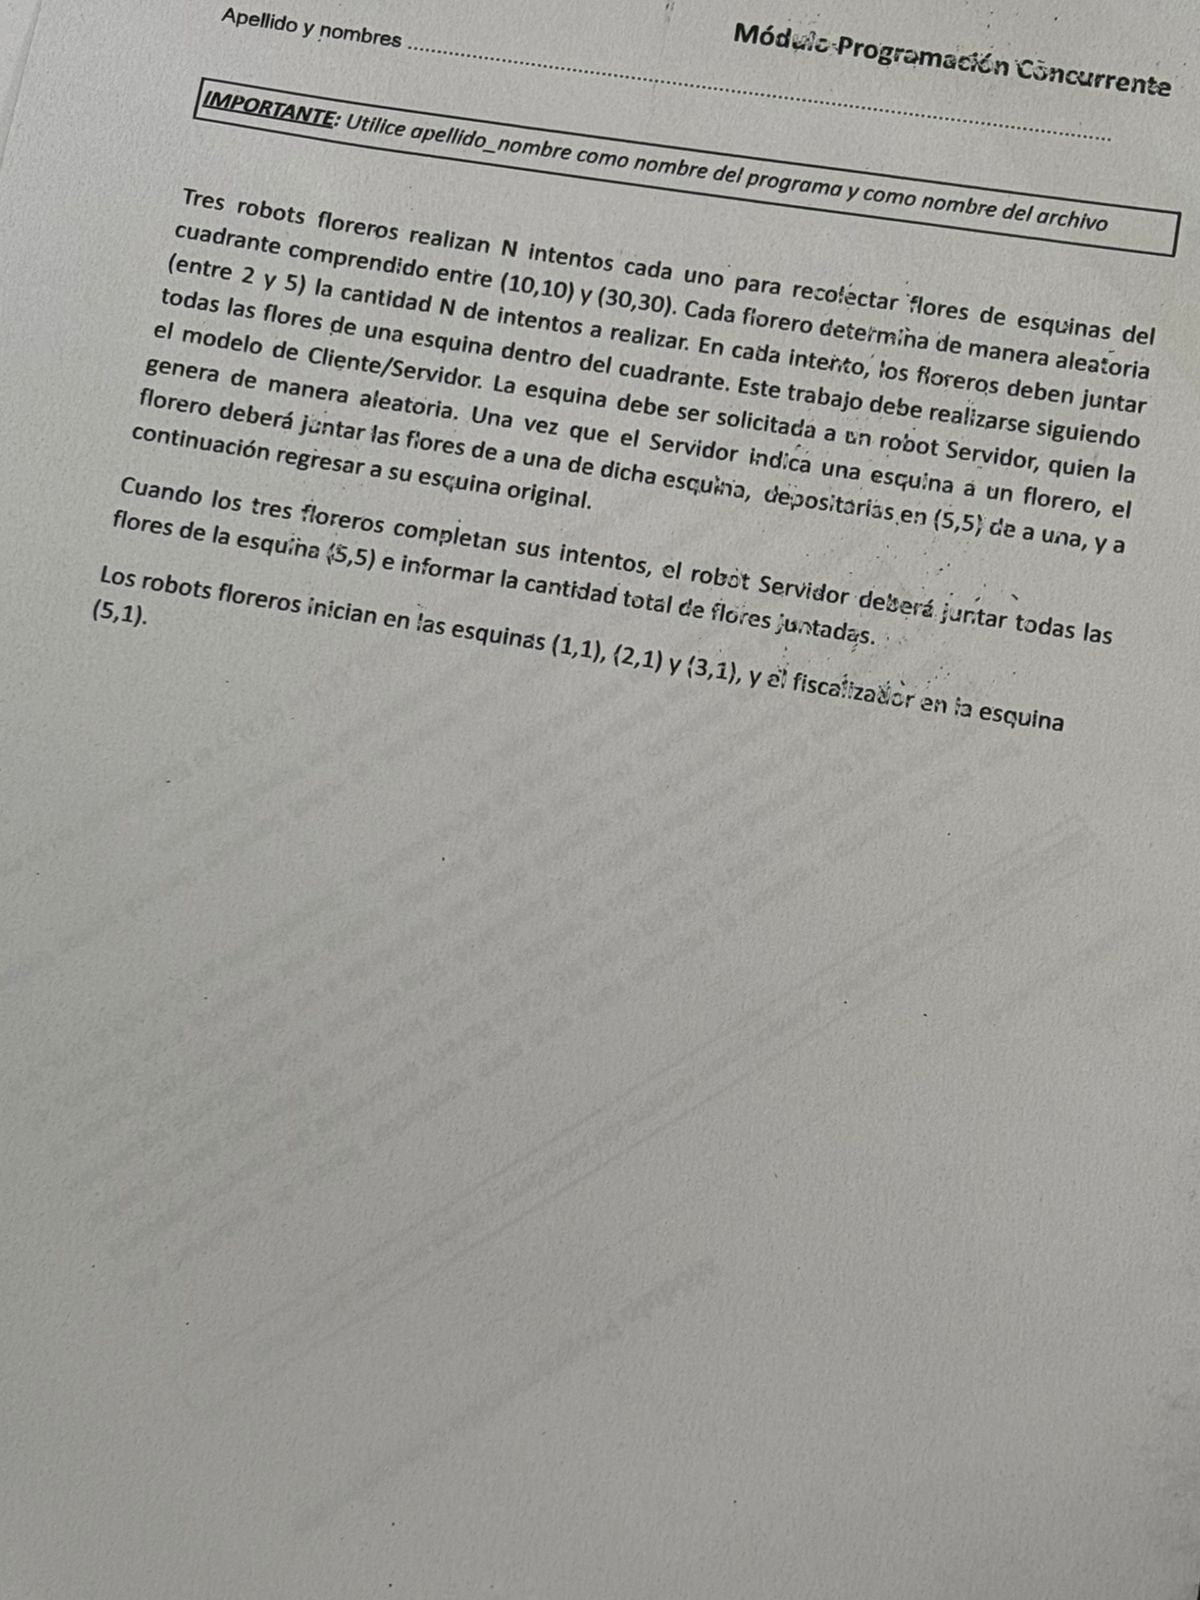 Apellido y nombres ..........
Módulo Programación Concurrente
IMPORTANTE: Utilice apellido_nombre como nombre del programa y como nombre del archivo
Tres robots floreros realizan N intentos cada uno para recolectar flores de esquinas del
cuadrante comprendido entre (10,10) y (30,30). Cada florero determina de manera aleatoria
(entre 2 y 5) la cantidad N de intentos a realizar. En cada intento, los floreros deben juntar
todas las flores de una esquina dentro del cuadrante. Este trabajo debe realizarse siguiendo
el modelo de Cliente/Servidor. La esquina debe ser solicitada a un robot Servidor, quien la
genera de manera aleatoria. Una vez que el Servidor indica una esquina a un florero, el
florero deberá juntar las flores de a una de dicha esquina, depositarlas en (5,5) de a una, y a
continuación regresar a su esquina original.
Cuando los tres floreros completan sus intentos, el robot Servidor deberá juntar todas las
flores de la esquina (5,5) e informar la cantidad total de flores juntadas.
Los robots floreros inician en las esquinas (1,1), (2,1) y (3,1), y el fiscalizador en la esquina
(5,1).